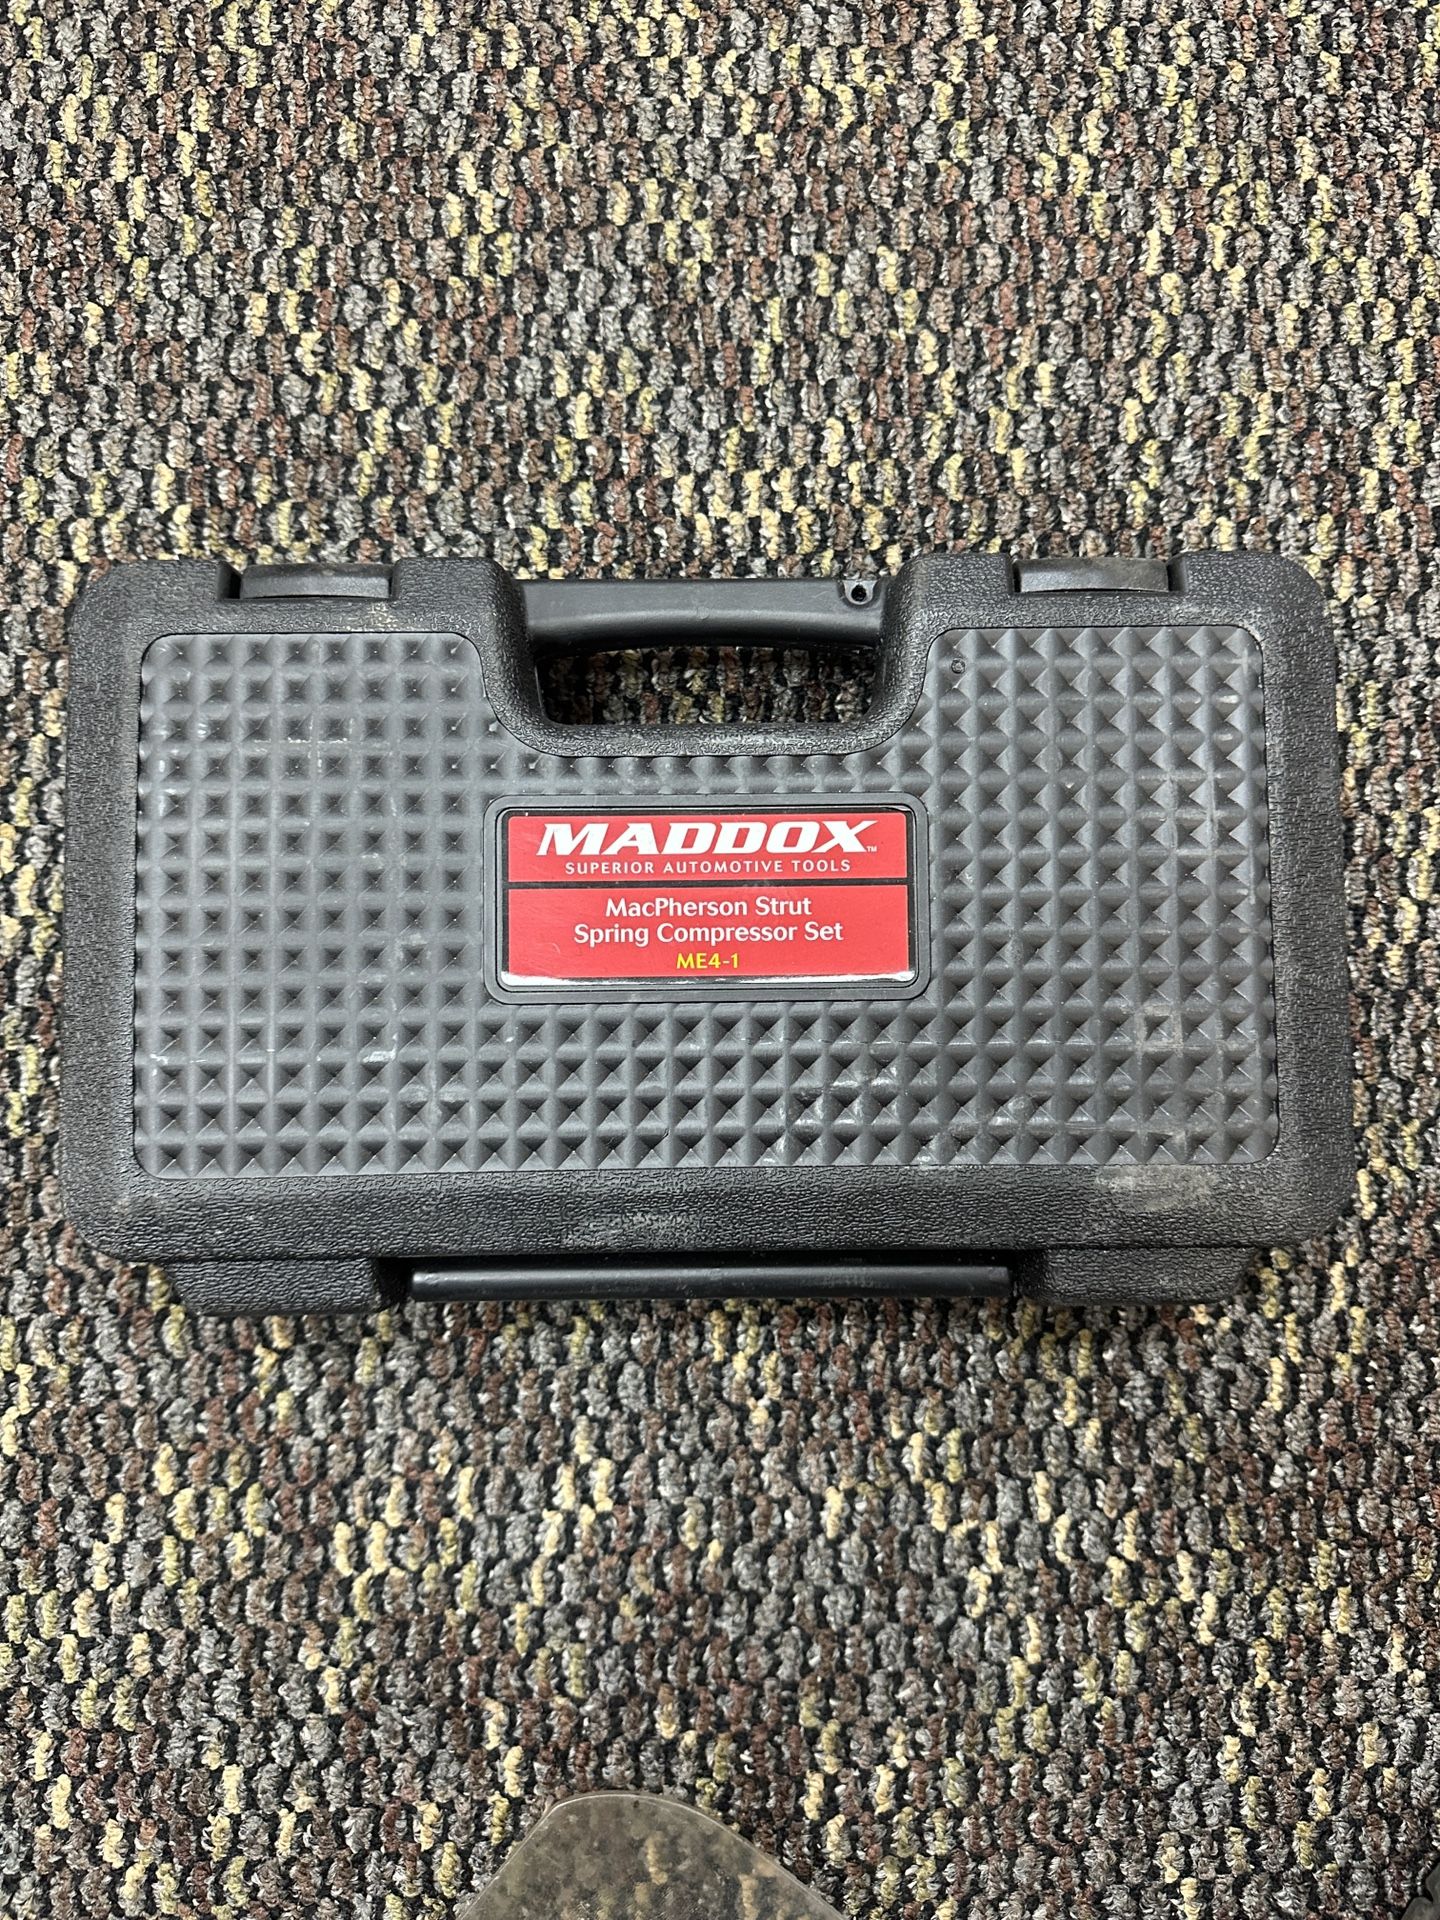 MADDOX™
SUPERIOR AUTOMOTIVE TOOLS
MacPherson Strut
Spring Compressor Set
ME4-1